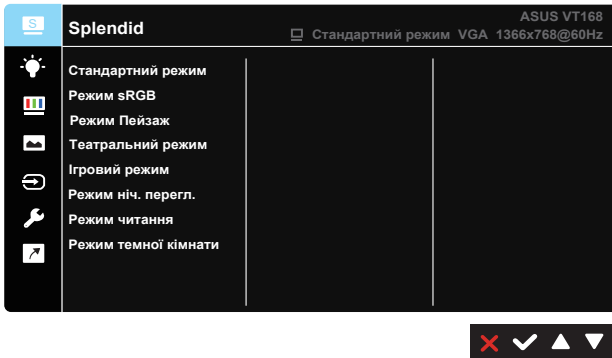 S
Splendid
ASUS VT168
Стандартний режим VGA 1366x768@60Hz
Стандартний режим
Режим sRGB
Режим Пейзаж
Театральний режим
Ігровий режим
Режим ніч. перегл.
Режим читання
Режим темної кімнати